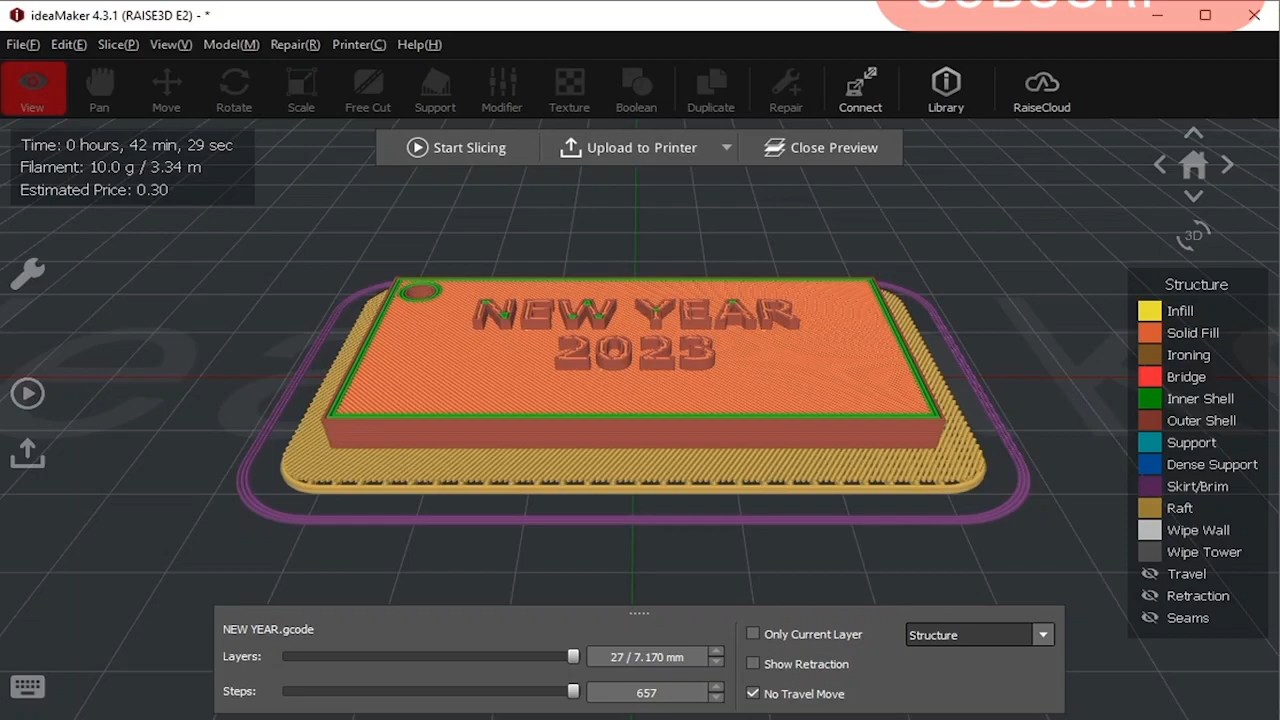 SUBSCRI
ideaMaker 4.3.1 (RAISE3D E2) - *
File(F) Edit(E) Slice(P) View(V) Model(M) Repair(R) Printer(C) Help(H)
View Pan Move Rotate Scale Free Cut Support Modifier Texture Boolean Duplicate Repair Connect Library RaiseCloud
Time: 0 hours, 42 min, 29 sec
Filament: 10.0 g / 3.34 m
Estimated Price: 0.30
Start Slicing Upload to Printer Close Preview
3D
NEW YEAR
2023
Structure
Infill
Solid Fill
Ironing
Bridge
Inner Shell
Outer Shell
Support
Dense Support
Skirt/Brim
Raft
Wipe Wall
Wipe Tower
Travel
Retraction
Seams
NEW YEAR.gcode
Layers: 27 / 7.170 mm
Steps: 657
Only Current Layer
Show Retraction
No Travel Move
Structure